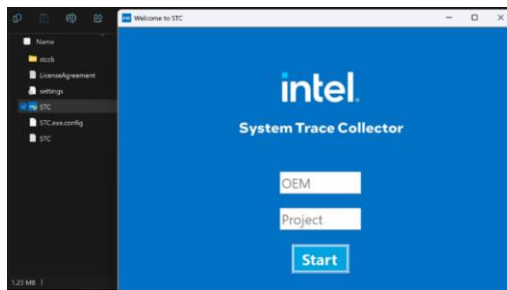 Name
stccli
LicenseAgreement
settings
STC
STC.exe.config
STC
1.23 MB
Welcome to STC
intel.
System Trace Collector
OEM
Project
Start